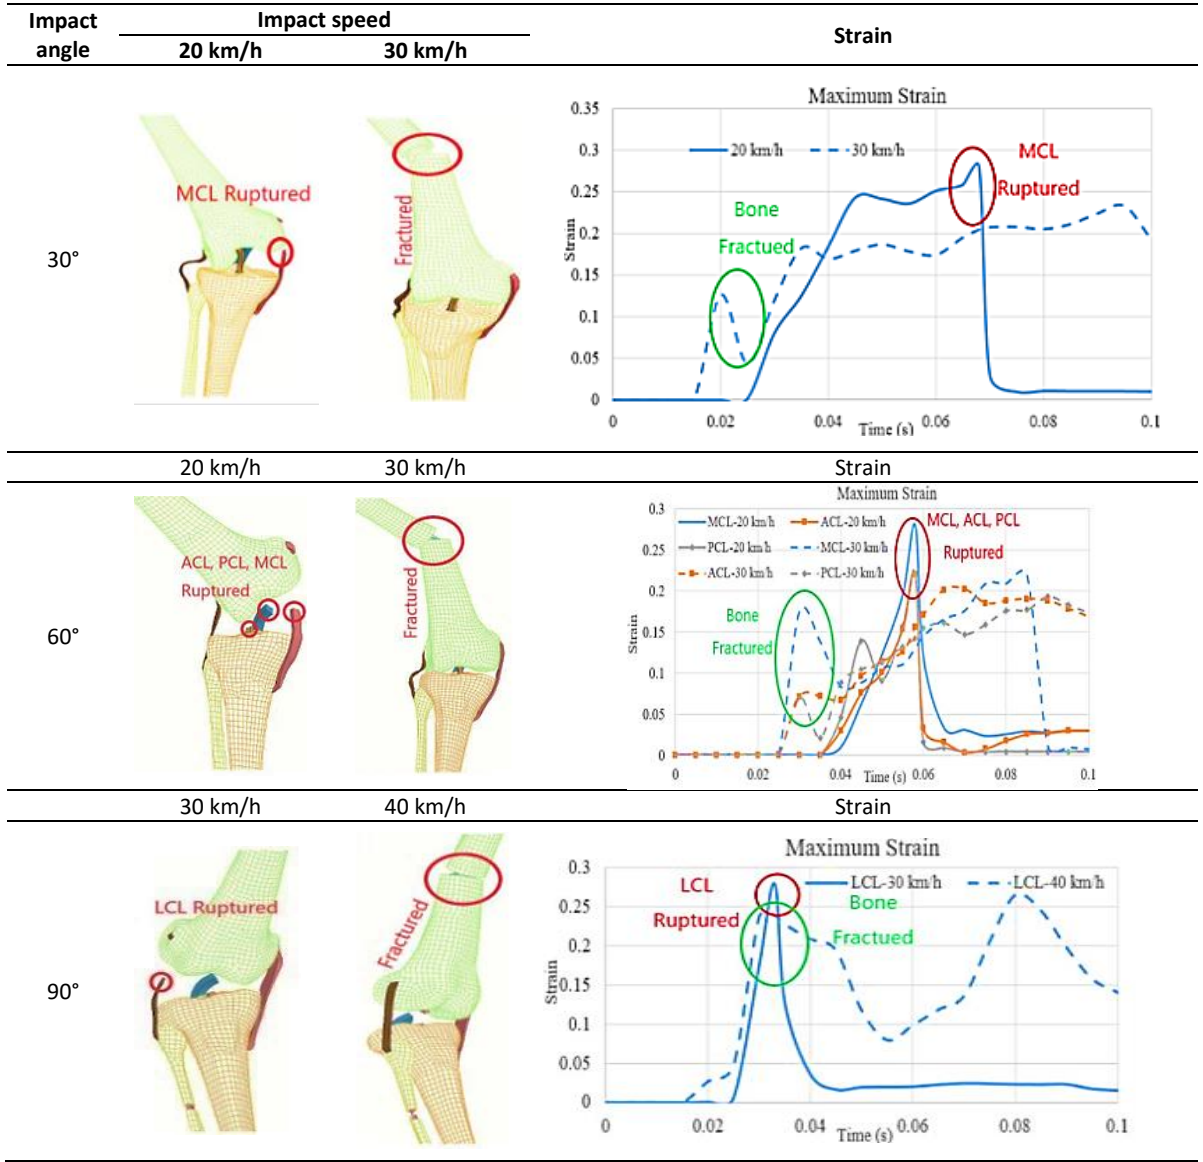 Impact angle
Impact speed
20 km/h
30 km/h
Strain
30°
MCL Ruptured
Fractured
Maximum Strain
0.35
0.3
0.25
0.2
0.15
0.1
0.05
0
Strain
20 km/h
30 km/h
MCL
Ruptured
Bone
Fractued
0.02
0.04
0.06
0.08
0.1
Time (s)
20 km/h
30 km/h
Strain
60°
ACL, PCL, MCL
Ruptured
Fractured
Maximum Strain
0.3
0.25
0.2
0.15
0.1
0.05
0
Strain
MCL-20 km/h
ACL-20 km/h
PCL-20 km/h
MCL-30 km/h
ACL-30 km/h
PCL-30 km/h
MCL, ACL, PCL
Ruptured
Bone
Fractured
0
0.02
0.04
0.06
0.08
0.1
Time (s)
30 km/h
40 km/h
Strain
90°
LCL Ruptured
Fractured
Maximum Strain
0.3
0.25
0.2
0.15
0.1
0.05
0
Strain
LCL-30 km/h
LCL-40 km/h
LCL
Ruptured
Bone
Fractued
0
0.02
0.04
0.06
0.08
0.1
Time (s)